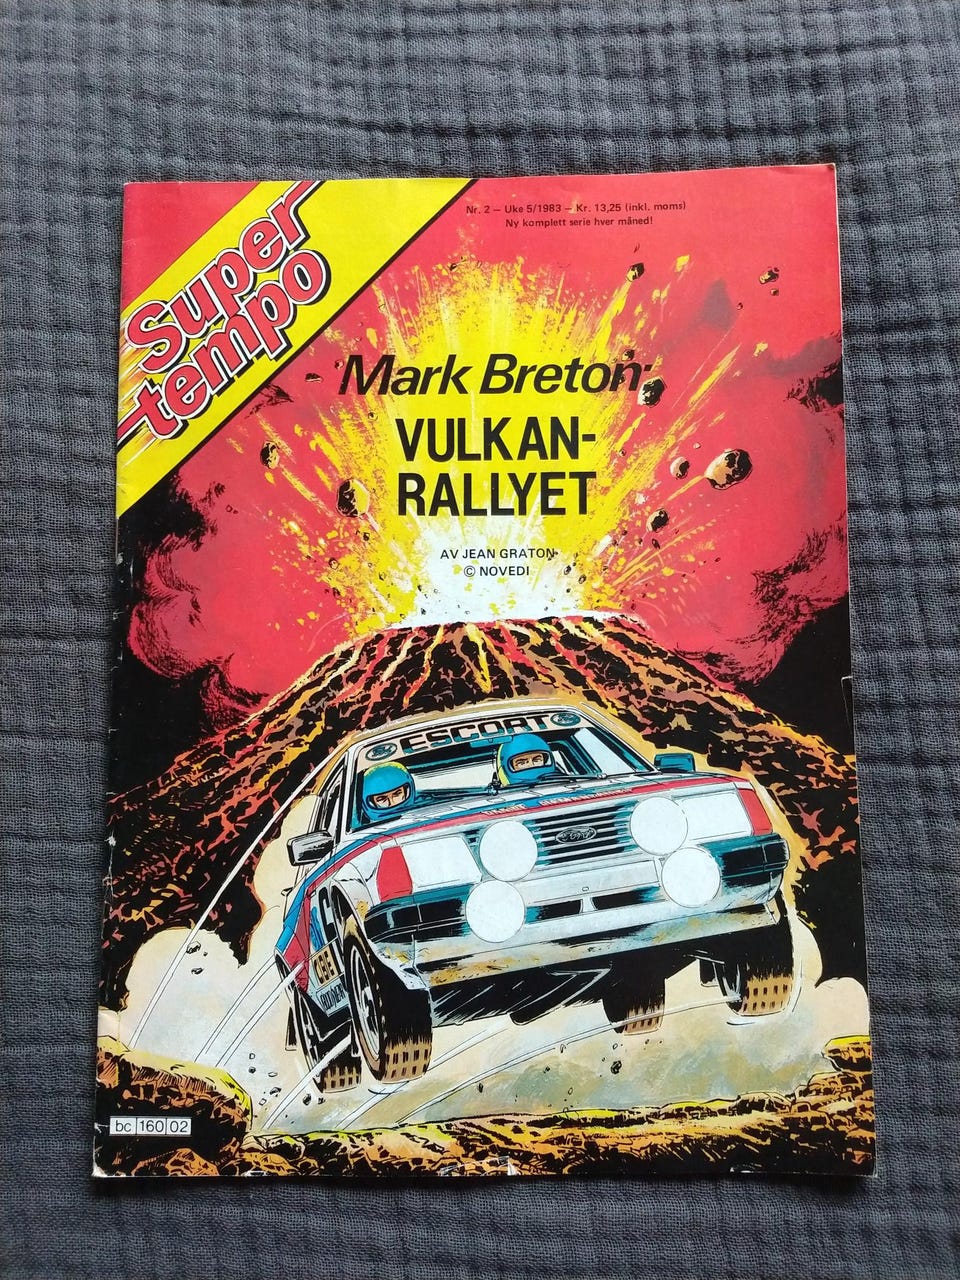 Super
tempo
Nr. 2 – Uke 5/1983 – Kr. 13,25 (inkl. moms)
Ny komplett serie hver måned!
Mark Breton:
VULKAN-
RALLYET
AV JEAN GRATON
© NOVEDI
ESCORT
Ford
bc 160 02